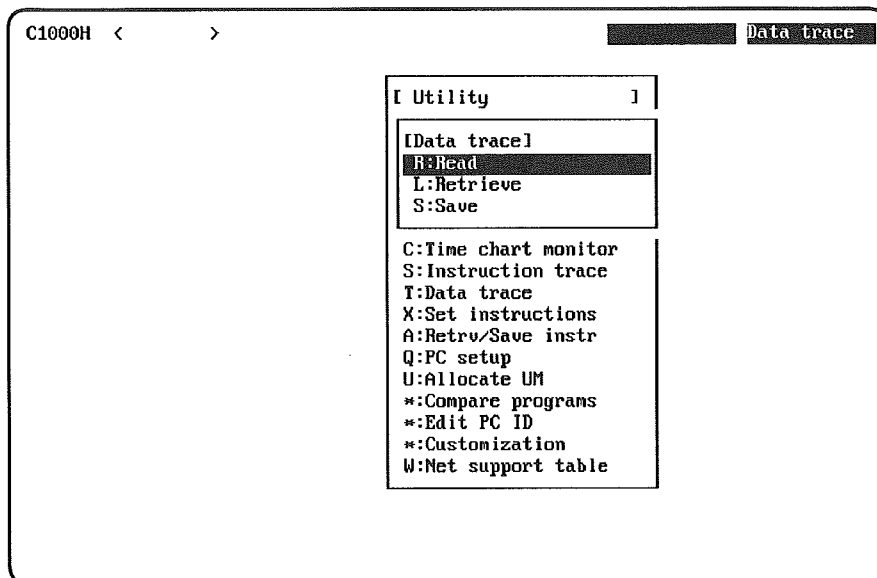 C1000H < > Data trace
[ Utility ]
[Data trace]
R:Read
L:Retrieve
S:Save
C:Time chart monitor
S:Instruction trace
T:Data trace
X:Set instructions
A:Retrv/Save instr
Q:PC setup
U:Allocate UM
*:Compare programs
*:Edit PC ID
*:Customization
W:Net support table